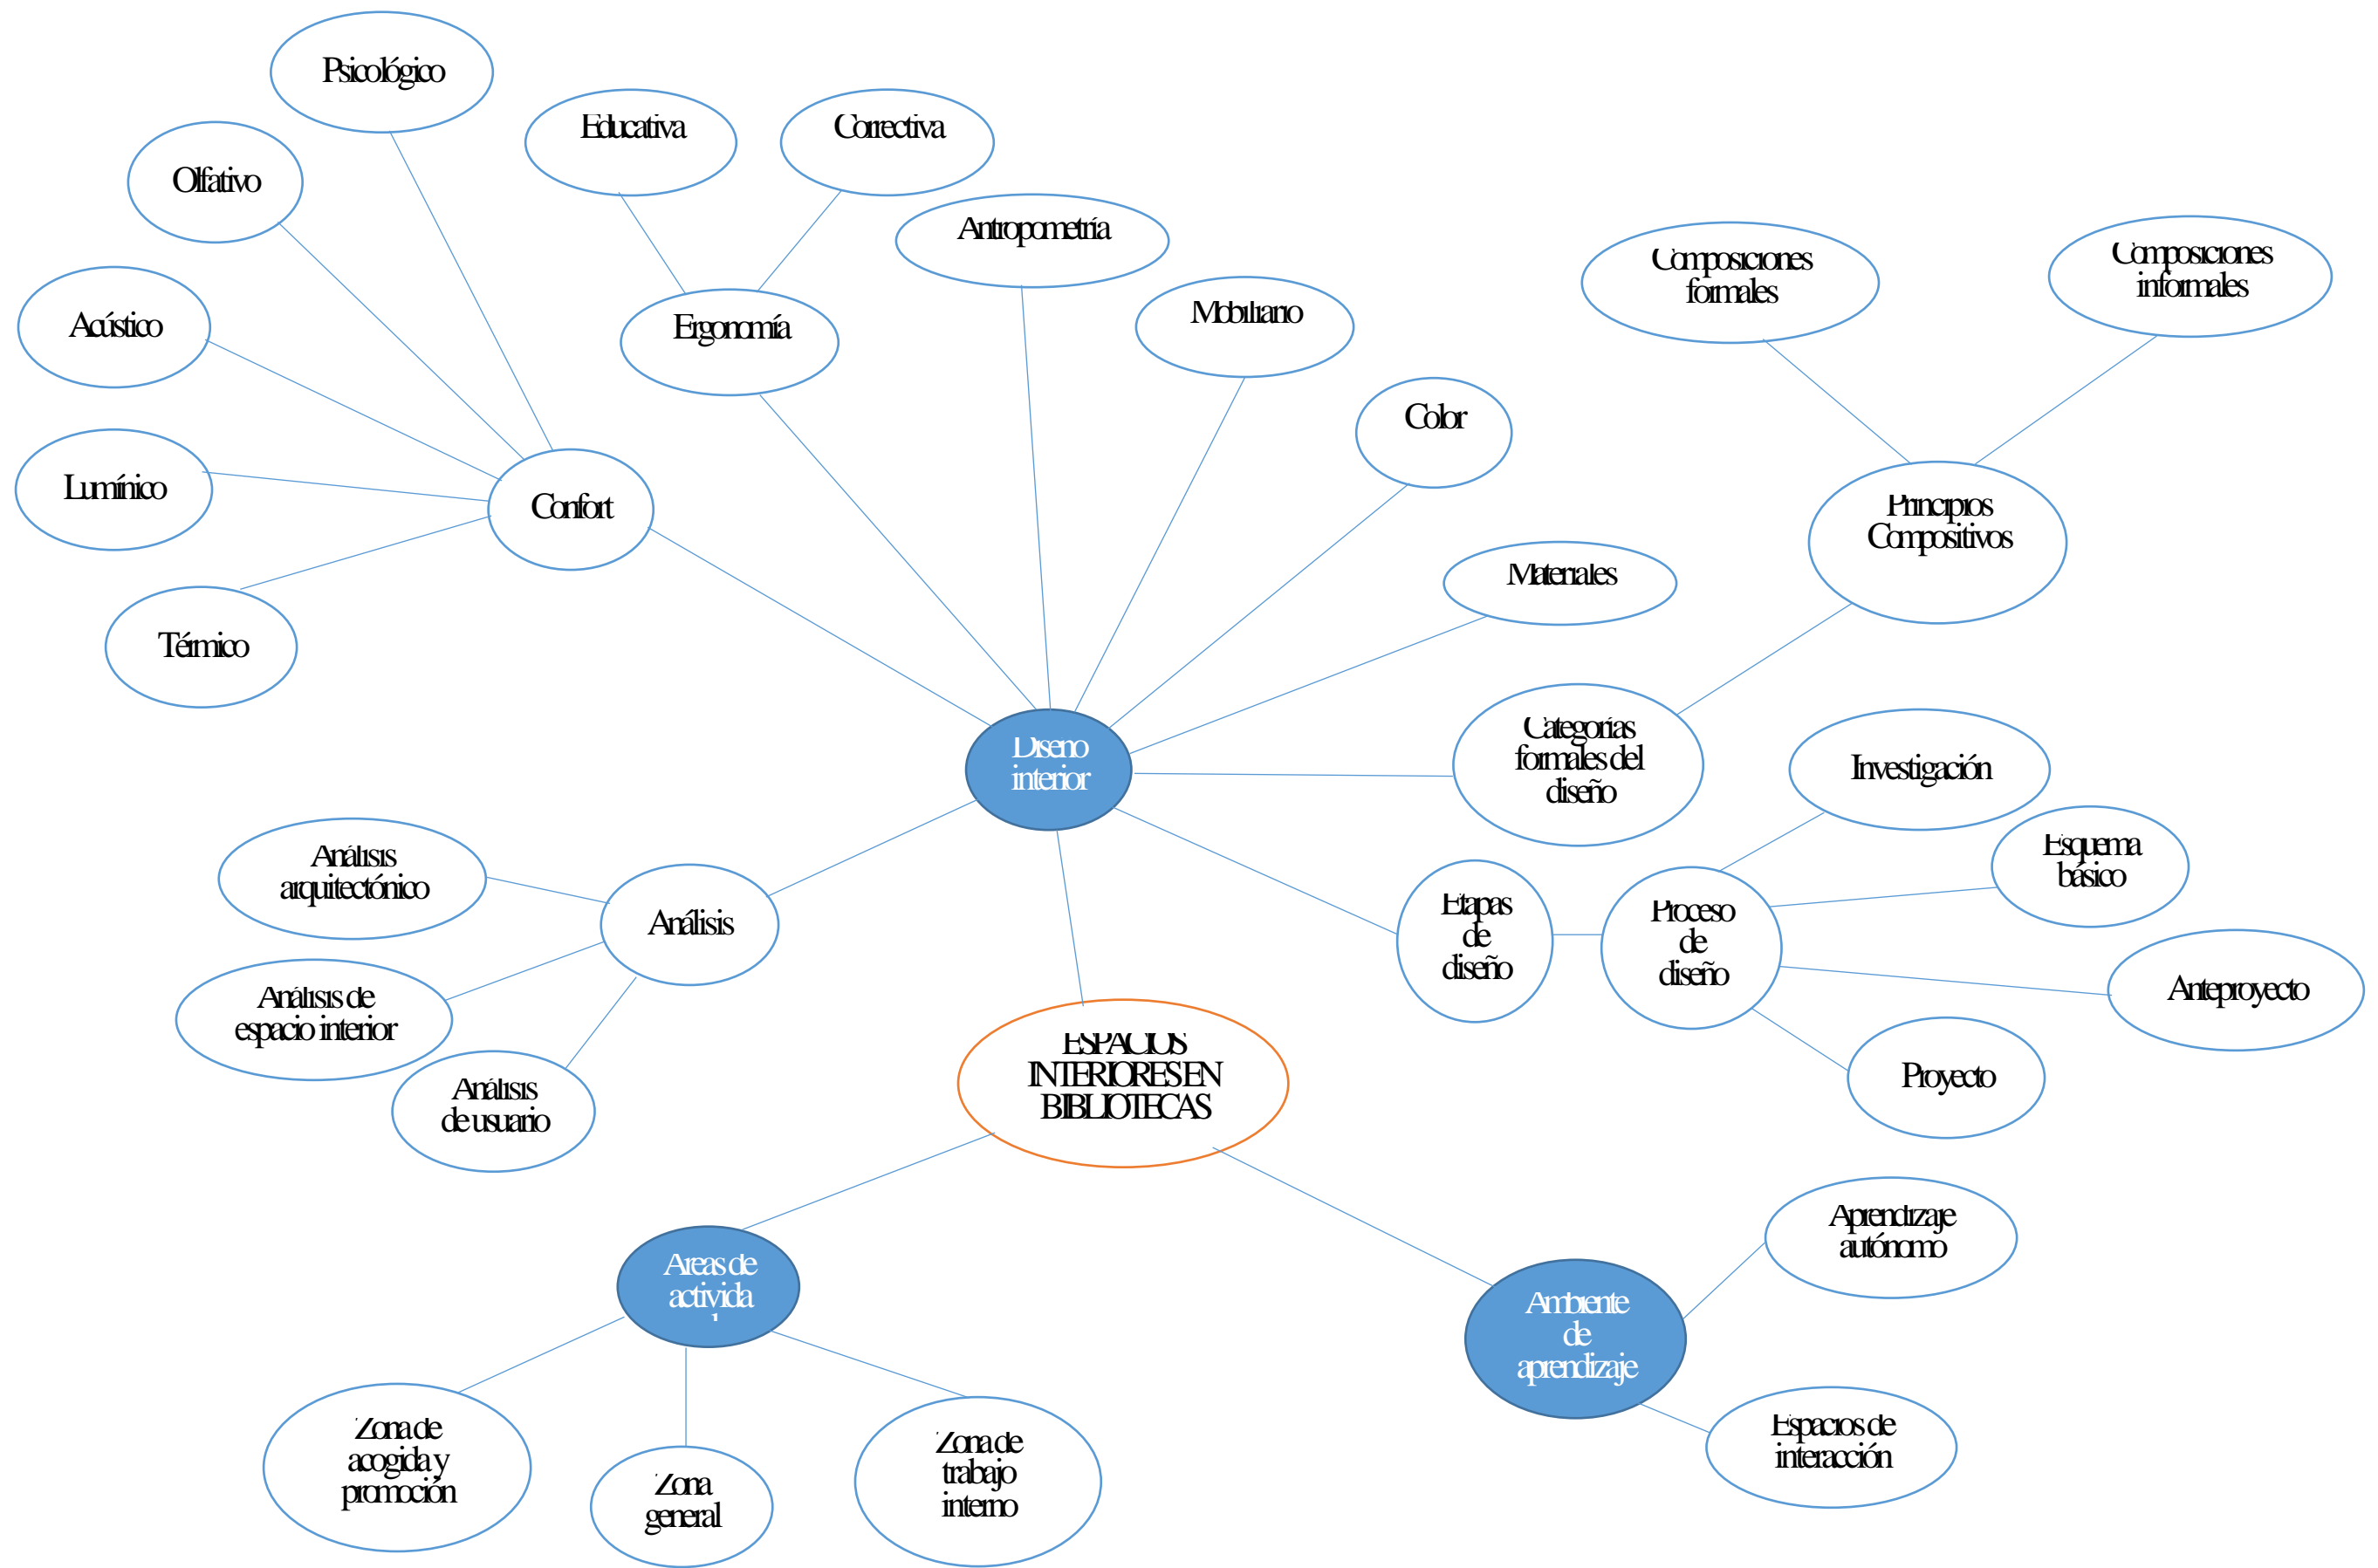 Psicológico
Educativa
Correctiva
Olfativo
Antropometría
Composiciones
formales
Composiciones
informales
Acústico
Ergonomía
Mobiliario
Color
Lumínico
Confort
Principios
Compositivos
Materiales
Térmico
Categorías
formales del
diseño
Diseño
interior
Investigación
Esquema
básico
Análisis
arquitectónico
Análisis
Etapas
de
diseño
Proceso
de
diseño
Anteproyecto
Análisis de
espacio interior
Análisis
de usuario
ESPACIOS
INTERIORES EN
BIBLIOTECAS
Proyecto
Aprendizaje
autónomo
Áreas de
activida
d
Ambiente
de
aprendizaje
Zona de
acogida y
promoción
Zona
general
Zona de
trabajo
interno
Espacios de
interacción